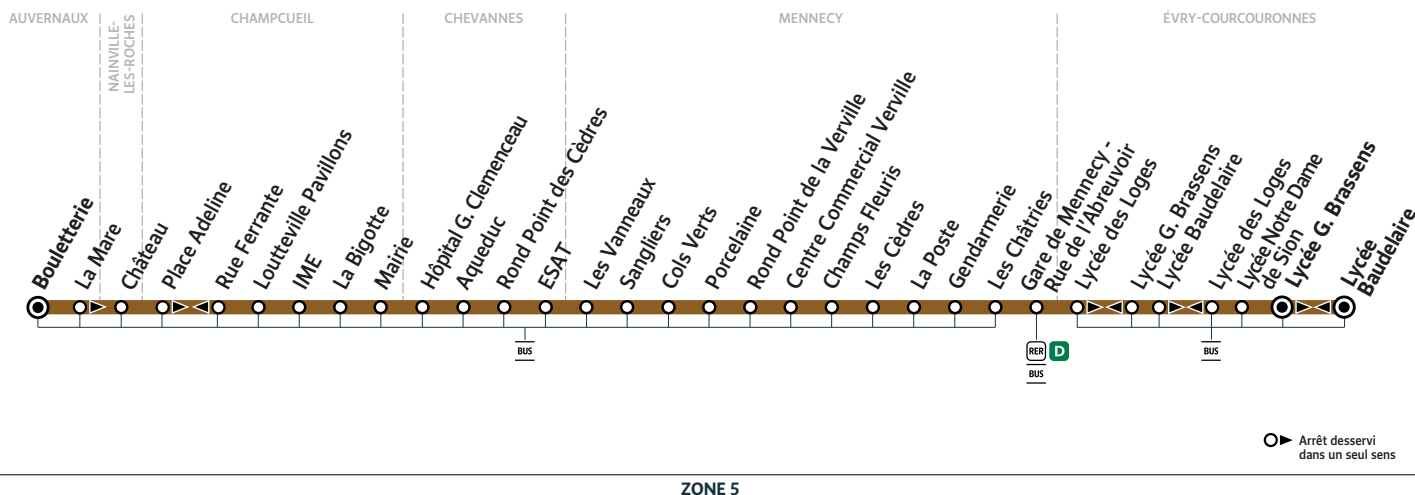 AUVERNAUX
NAINVILLE-
LES-ROCHES
CHAMPCUEIL
CHEVANNES
MENNECY
ÉVRY-COURCOURONNES
Bouletterie
La Mare
Château
Place Adeline
Rue Ferrante
Loutteville Pavillons
IME
La Bigotte
Mairie
Hôpital G. Clemenceau
Aqueduc
Rond Point des Cèdres
ESAT
Les Vanneaux
Sangliers
Cols Verts
Porcelaine
Rond Point de la Verville
Centre Commercial Verville
Champs Fleuris
Les Cèdres
La Poste
Gendarmerie
Les Châtries
Gare de Mennecy -
Rue de l'Abreuvoir
Lycée des Loges
Lycée G. Brassens
Lycée Baudelaire
Lycée des Loges
Lycée Notre Dame
de Sion
Lycée G. Brassens
Lycée
Baudelaire
BUS
RER D
BUS
BUS
Arrêt desservi
dans un seul sens
ZONE 5